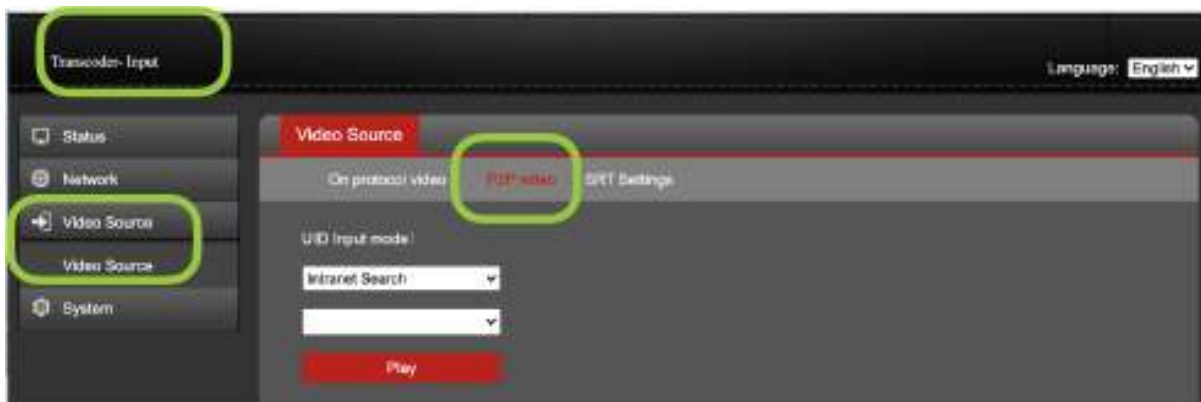 Transcoder- Input
Language: English
Status
Network
Video Source
Video Source
System
Video Source
On protocol video P2P video SRT Settings
UID Input mode:
Intranet Search
Play